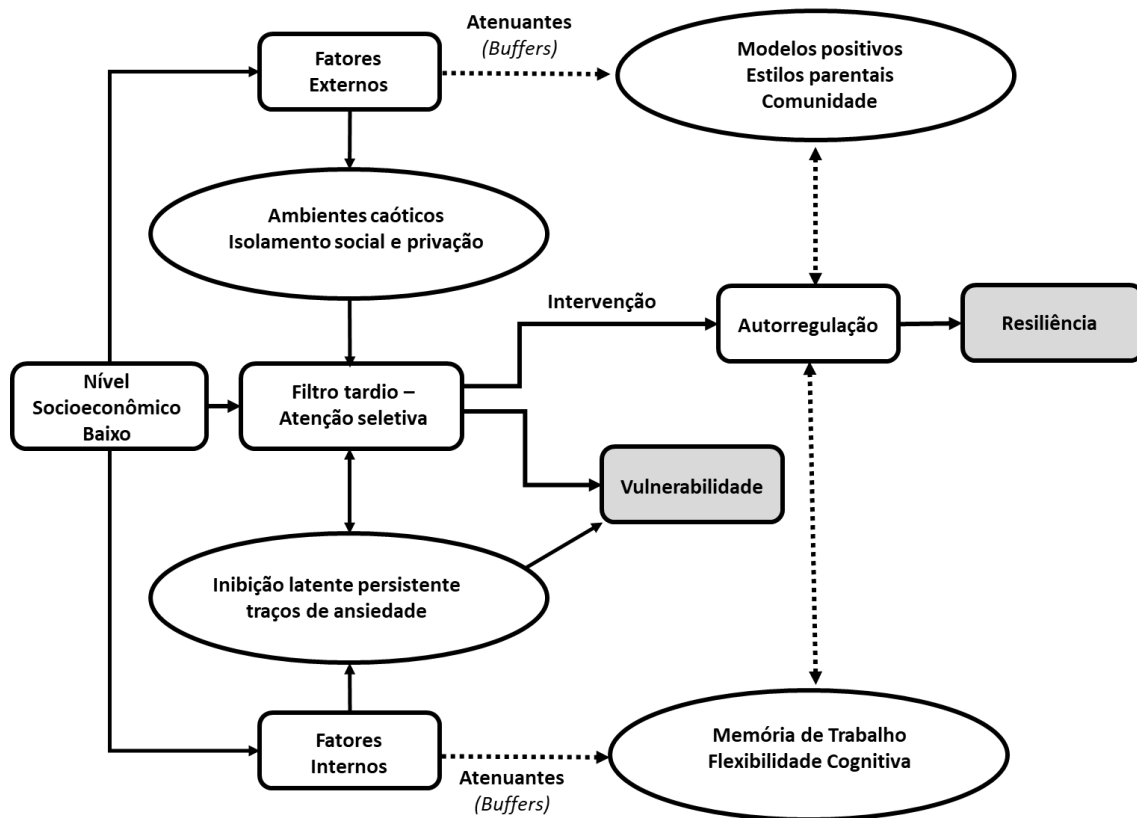 Atenuantes
(Buffers)
Fatores
Externos
Modelos positivos
Estilos parentais
Comunidade
Ambientes caóticos
Isolamento social e privação
Intervenção
Autorregulação
Resiliência
Nível
Socioeconômico
Baixo
Filtro tardio –
Atenção seletiva
Vulnerabilidade
Inibição latente persistente
traços de ansiedade
Fatores
Internos
Atenuantes
(Buffers)
Memória de Trabalho
Flexibilidade Cognitiva